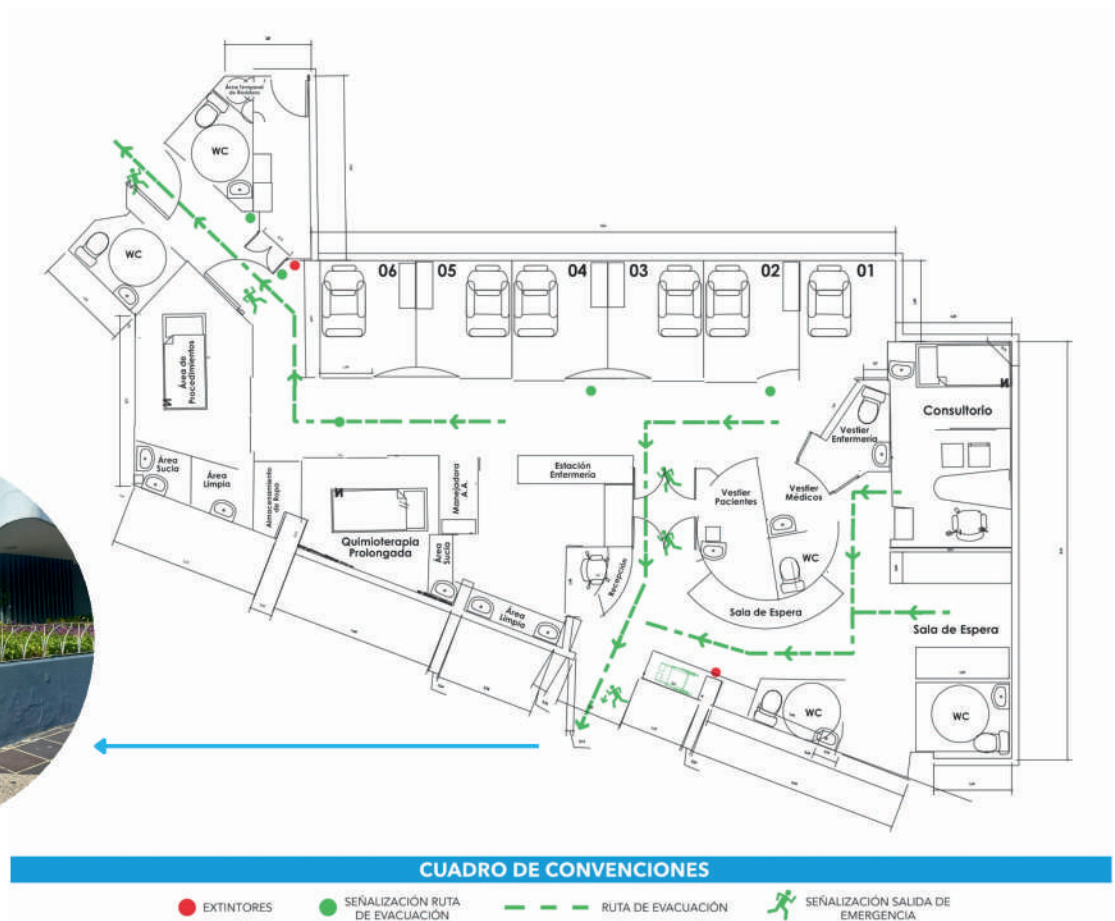 Área Temporal
de Residuos
WC
WC
06
05
04
03
02
01
Área de
Procedimientos
Consultorio
Vestier
Enfermería
Área
Sucia
Área
Limpia
Almacenamiento
de Ropa
Manejadora
A.A.
Estación
Enfermería
Vestier
Pacientes
Vestier
Médicos
Quimioterapia
Prolongada
Área
Sucia
Recepción
WC
Área
Limpia
Sala de Espera
Sala de Espera
WC
WC
CUADRO DE CONVENCIONES
EXTINTORES
SEÑALIZACIÓN RUTA
DE EVACUACIÓN
RUTA DE EVACUACIÓN
SEÑALIZACIÓN SALIDA DE
EMERGENCIA